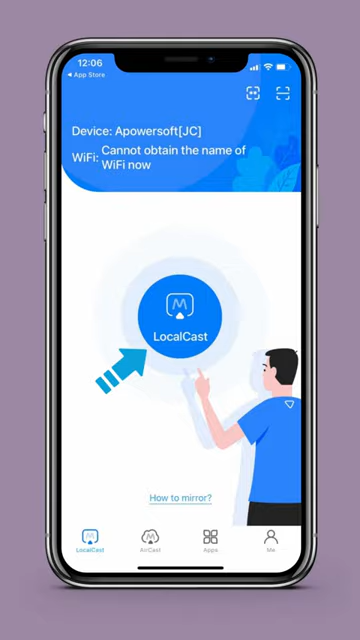 12:06
◀ App Store
Device: Apowersoft[JC]
WiFi: Cannot obtain the name of
WiFi now
LocalCast
How to mirror?
LocalCast
AirCast
Apps
Me